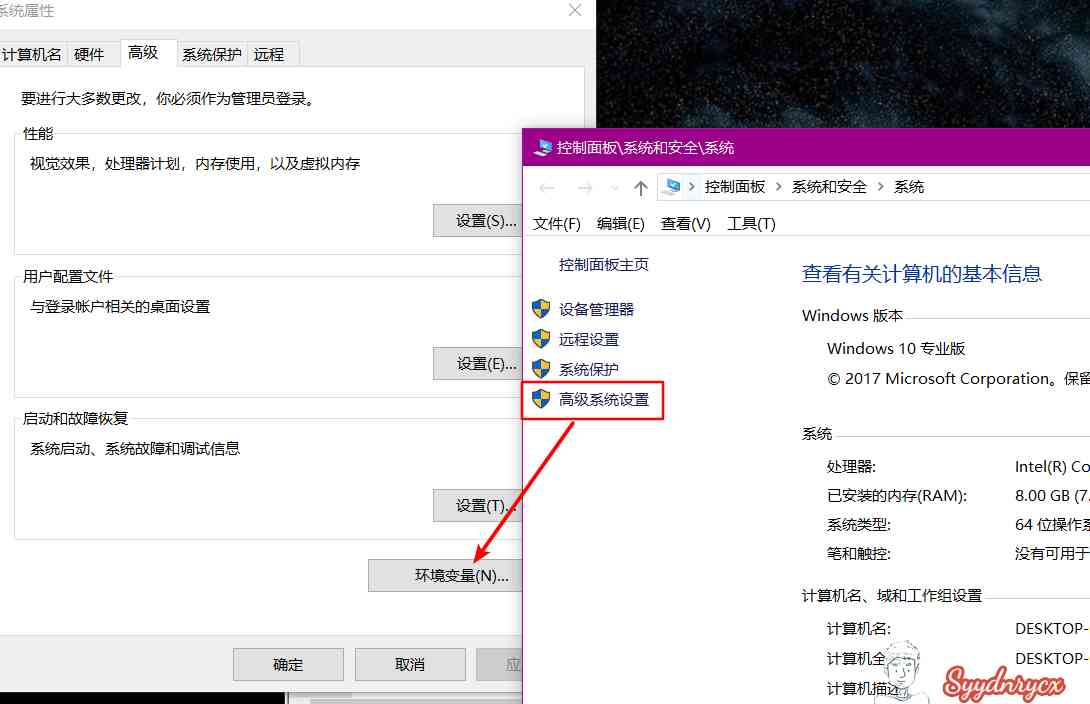 系统属性
计算机名 硬件 高级 系统保护 远程
要进行大多数更改，你必须作为管理员登录。
性能
视觉效果，处理器计划，内存使用，以及虚拟内存
设置(S)...
用户配置文件
与登录帐户相关的桌面设置
设置(E)...
启动和故障恢复
系统启动、系统故障和调试信息
设置(T)...
环境变量(N)...
确定 取消 应
控制面板\系统和安全\系统
控制面板 系统和安全 系统
文件(F) 编辑(E) 查看(V) 工具(T)
控制面板主页
设备管理器
远程设置
系统保护
高级系统设置
查看有关计算机的基本信息
Windows 版本
Windows 10 专业版
© 2017 Microsoft Corporation。保留
系统
处理器: Intel(R) Co
已安装的内存(RAM): 8.00 GB (7.
系统类型: 64 位操作系
笔和触控: 没有可用于
计算机名、域和工作组设置
计算机名: DESKTOP-
计算机全 DESKTOP-
计算机描述
Syydnrycx